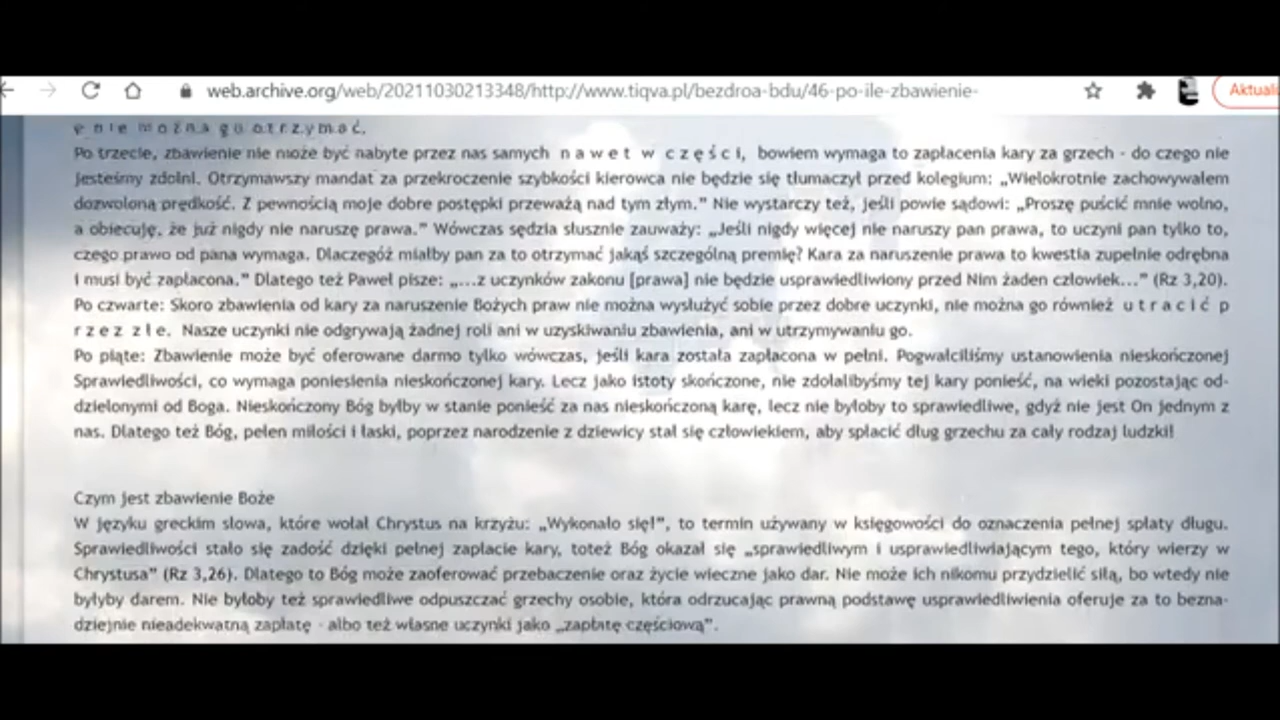 web.archive.org/web/20211030213348/http://www.tiqva.pl/bezdroa-bdu/46-po-ile-zbawienie-
Aktuali
ę nie można go otrzymać.
Po trzecie, zbawienie nie może być nabyte przez nas samych n a w e t w c z ę ś c i, bowiem wymaga to zapłacenia kary za grzech - do czego nie
jesteśmy zdolni. Otrzymawszy mandat za przekroczenie szybkości kierowca nie będzie się tłumaczył przed kolegium: „Wielokrotnie zachowywałem
dozwoloną prędkość. Z pewnością moje dobre postępki przeważą nad tym złym.” Nie wystarczy też, jeśli powie sądowi: „Proszę puścić mnie wolno,
a obiecuję, że już nigdy nie naruszę prawa.” Wówczas sędzia słusznie zauważy: „Jeśli nigdy więcej nie naruszy pan prawa, to uczyni pan tylko to,
czego prawo od pana wymaga. Dlaczegóż miałby pan za to otrzymać jakąś szczególną premię? Kara za naruszenie prawa to kwestia zupełnie odrębna
i musi być zapłacona.” Dlatego też Paweł pisze: „...z uczynków zakonu [prawa] nie będzie usprawiedliwiony przed Nim żaden człowiek...” (Rz 3,20).
Po czwarte: Skoro zbawienia od kary za naruszenie Bożych praw nie można wysłużyć sobie przez dobre uczynki, nie można go również u t r a c i ć p
r z e z z ł e. Nasze uczynki nie odgrywają żadnej roli ani w uzyskiwaniu zbawienia, ani w utrzymywaniu go.
Po piąte: Zbawienie może być oferowane darmo tylko wówczas, jeśli kara została zapłacona w pełni. Pogwałciliśmy ustanowienia nieskończonej
Sprawiedliwości, co wymaga poniesienia nieskończonej kary. Lecz jako istoty skończone, nie zdołalibyśmy tej kary ponieść, na wieki pozostając od-
dzielonymi od Boga. Nieskończony Bóg byłby w stanie ponieść za nas nieskończoną karę, lecz nie byłoby to sprawiedliwe, gdyż nie jest On jednym z
nas. Dlatego też Bóg, pełen miłości i łaski, poprzez narodzenie z dziewicy stał się człowiekiem, aby spłacić dług grzechu za cały rodzaj ludzki!
Czym jest zbawienie Boże
W języku greckim słowa, które wołał Chrystus na krzyżu: „Wykonało się!”, to termin używany w księgowości do oznaczenia pełnej spłaty długu.
Sprawiedliwości stało się zadość dzięki pełnej zapłacie kary, toteż Bóg okazał się „sprawiedliwym i usprawiedliwiającym tego, który wierzy w
Chrystusa” (Rz 3,26). Dlatego to Bóg może zaoferować przebaczenie oraz życie wieczne jako dar. Nie może ich nikomu przydzielić siłą, bo wtedy nie
byłyby darem. Nie byłoby też sprawiedliwe odpuszczać grzechy osobie, która odrzucając prawną podstawę usprawiedliwienia oferuje za to bezna-
dziejnie nieadekwatną zapłatę - albo też własne uczynki jako „zapłatę częściową”.